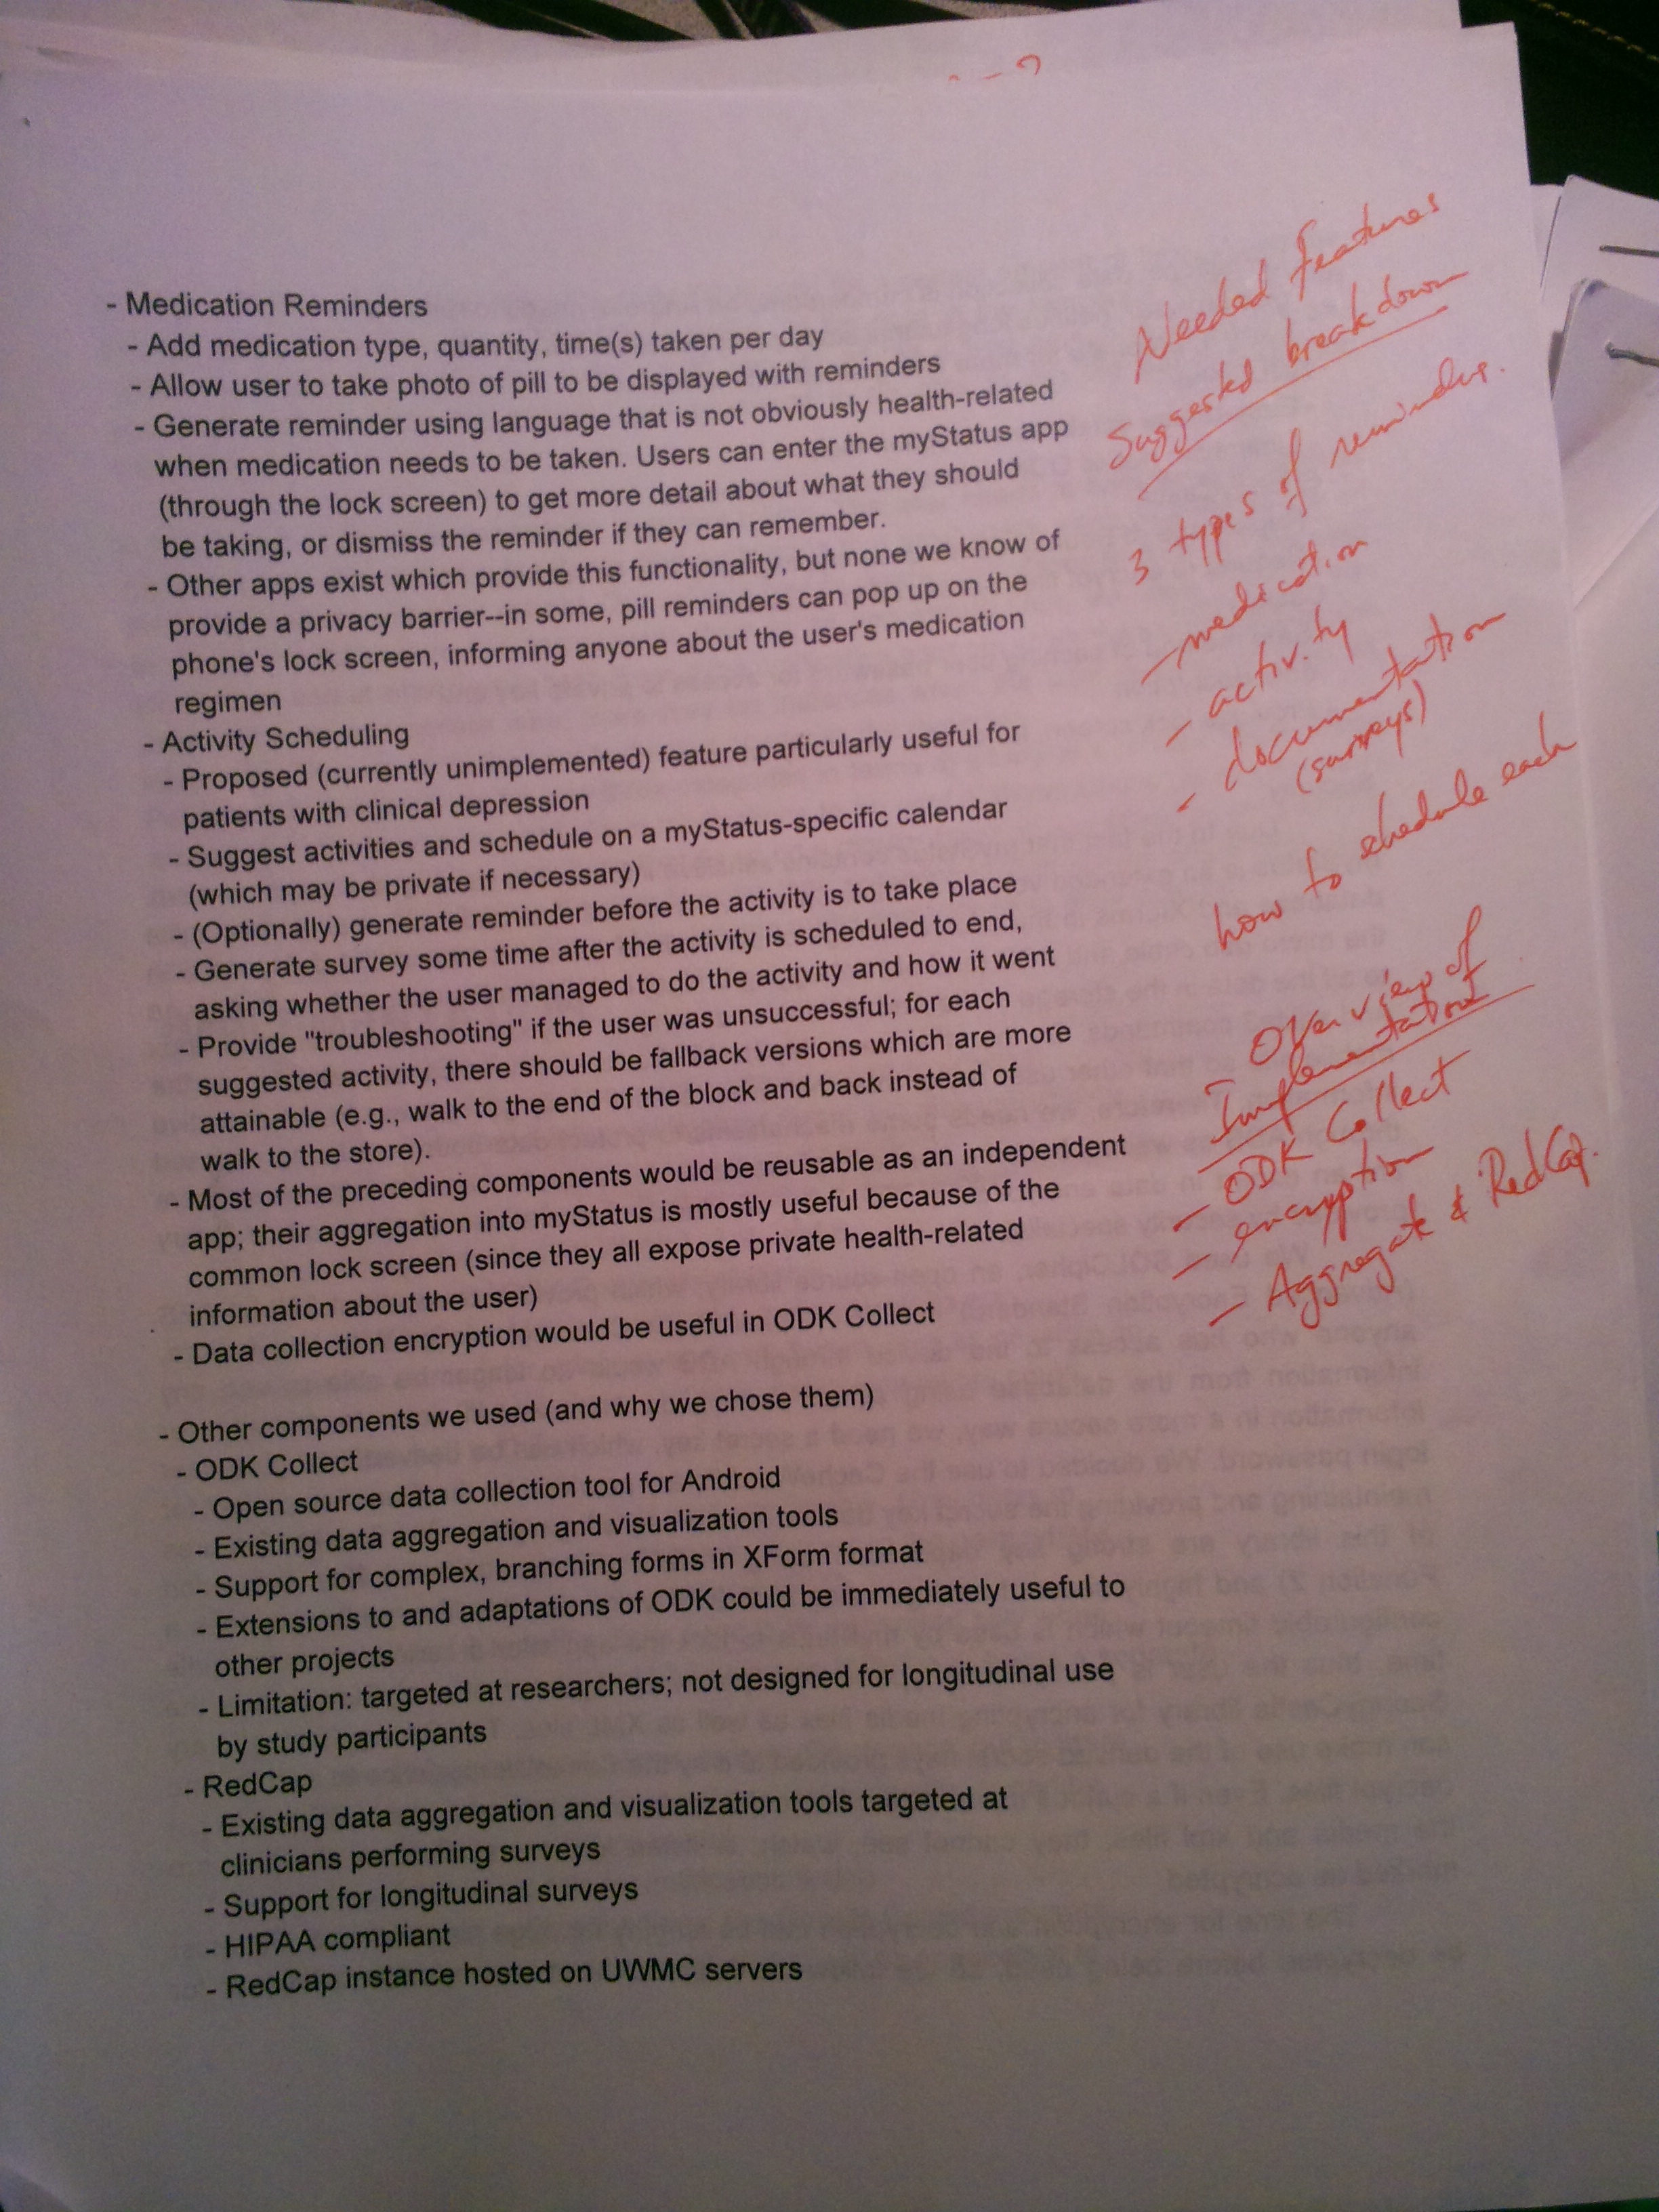 - Medication Reminders
- Add medication type, quantity, time(s) taken per day
- Allow user to take photo of pill to be displayed with reminders
- Generate reminder using language that is not obviously health-related
when medication needs to be taken. Users can enter the myStatus app
(through the lock screen) to get more detail about what they should
be taking, or dismiss the reminder if they can remember.
- Other apps exist which provide this functionality, but none we know of
provide a privacy barrier--in some, pill reminders can pop up on the
phone's lock screen, informing anyone about the user's medication
regimen
- Activity Scheduling
- Proposed (currently unimplemented) feature particularly useful for
patients with clinical depression
- Suggest activities and schedule on a myStatus-specific calendar
(which may be private if necessary)
- (Optionally) generate reminder before the activity is to take place
- Generate survey some time after the activity is scheduled to end,
asking whether the user managed to do the activity and how it went
- Provide "troubleshooting" if the user was unsuccessful; for each
suggested activity, there should be fallback versions which are more
attainable (e.g., walk to the end of the block and back instead of
walk to the store).
- Most of the preceding components would be reusable as an independent
app; their aggregation into myStatus is mostly useful because of the
common lock screen (since they all expose private health-related
information about the user)
- Data collection encryption would be useful in ODK Collect
- Other components we used (and why we chose them)
- ODK Collect
- Open source data collection tool for Android
- Existing data aggregation and visualization tools
- Support for complex, branching forms in XForm format
- Extensions to and adaptations of ODK could be immediately useful to
other projects
- Limitation: targeted at researchers; not designed for longitudinal use
by study participants
- RedCap
- Existing data aggregation and visualization tools targeted at
clinicians performing surveys
- Support for longitudinal surveys
- HIPAA compliant
- RedCap instance hosted on UWMC servers
Needed Features
Suggested breakdown
3 types of reminders.
- medication
- activity
- documentation
(surveys)
how to schedule each
Overview of
Implementation
- ODK Collect
- encryption
- Aggregate & RedCap.